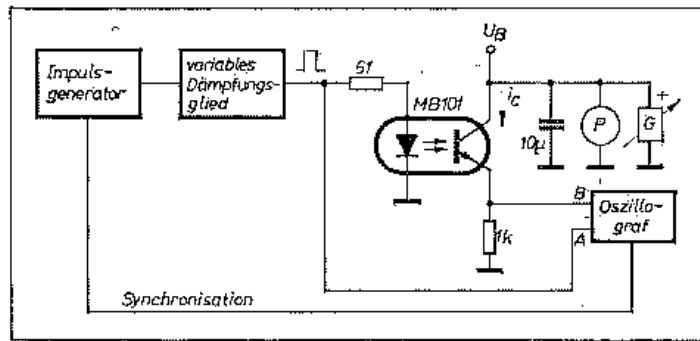 Impuls-
generator
variables
Dämpfungs-
glied
51
MB101
U_B
i_C
10µ
P
+
G
B
A
Oszillo-
graf
1k
Synchronisation